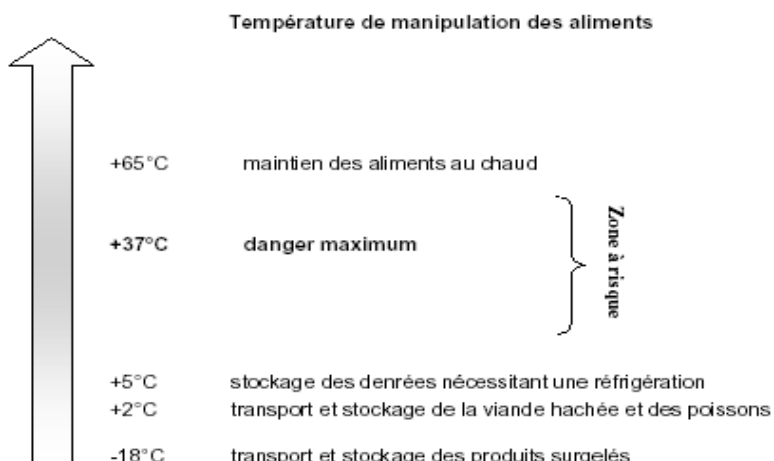 Température de manipulation des aliments
+65°C maintien des aliments au chaud
+37°C danger maximum
Zone à risque
+5°C stockage des denrées nécessitant une réfrigération
+2°C transport et stockage de la viande hachée et des poissons
-18°C transport et stockage des produits surgelés